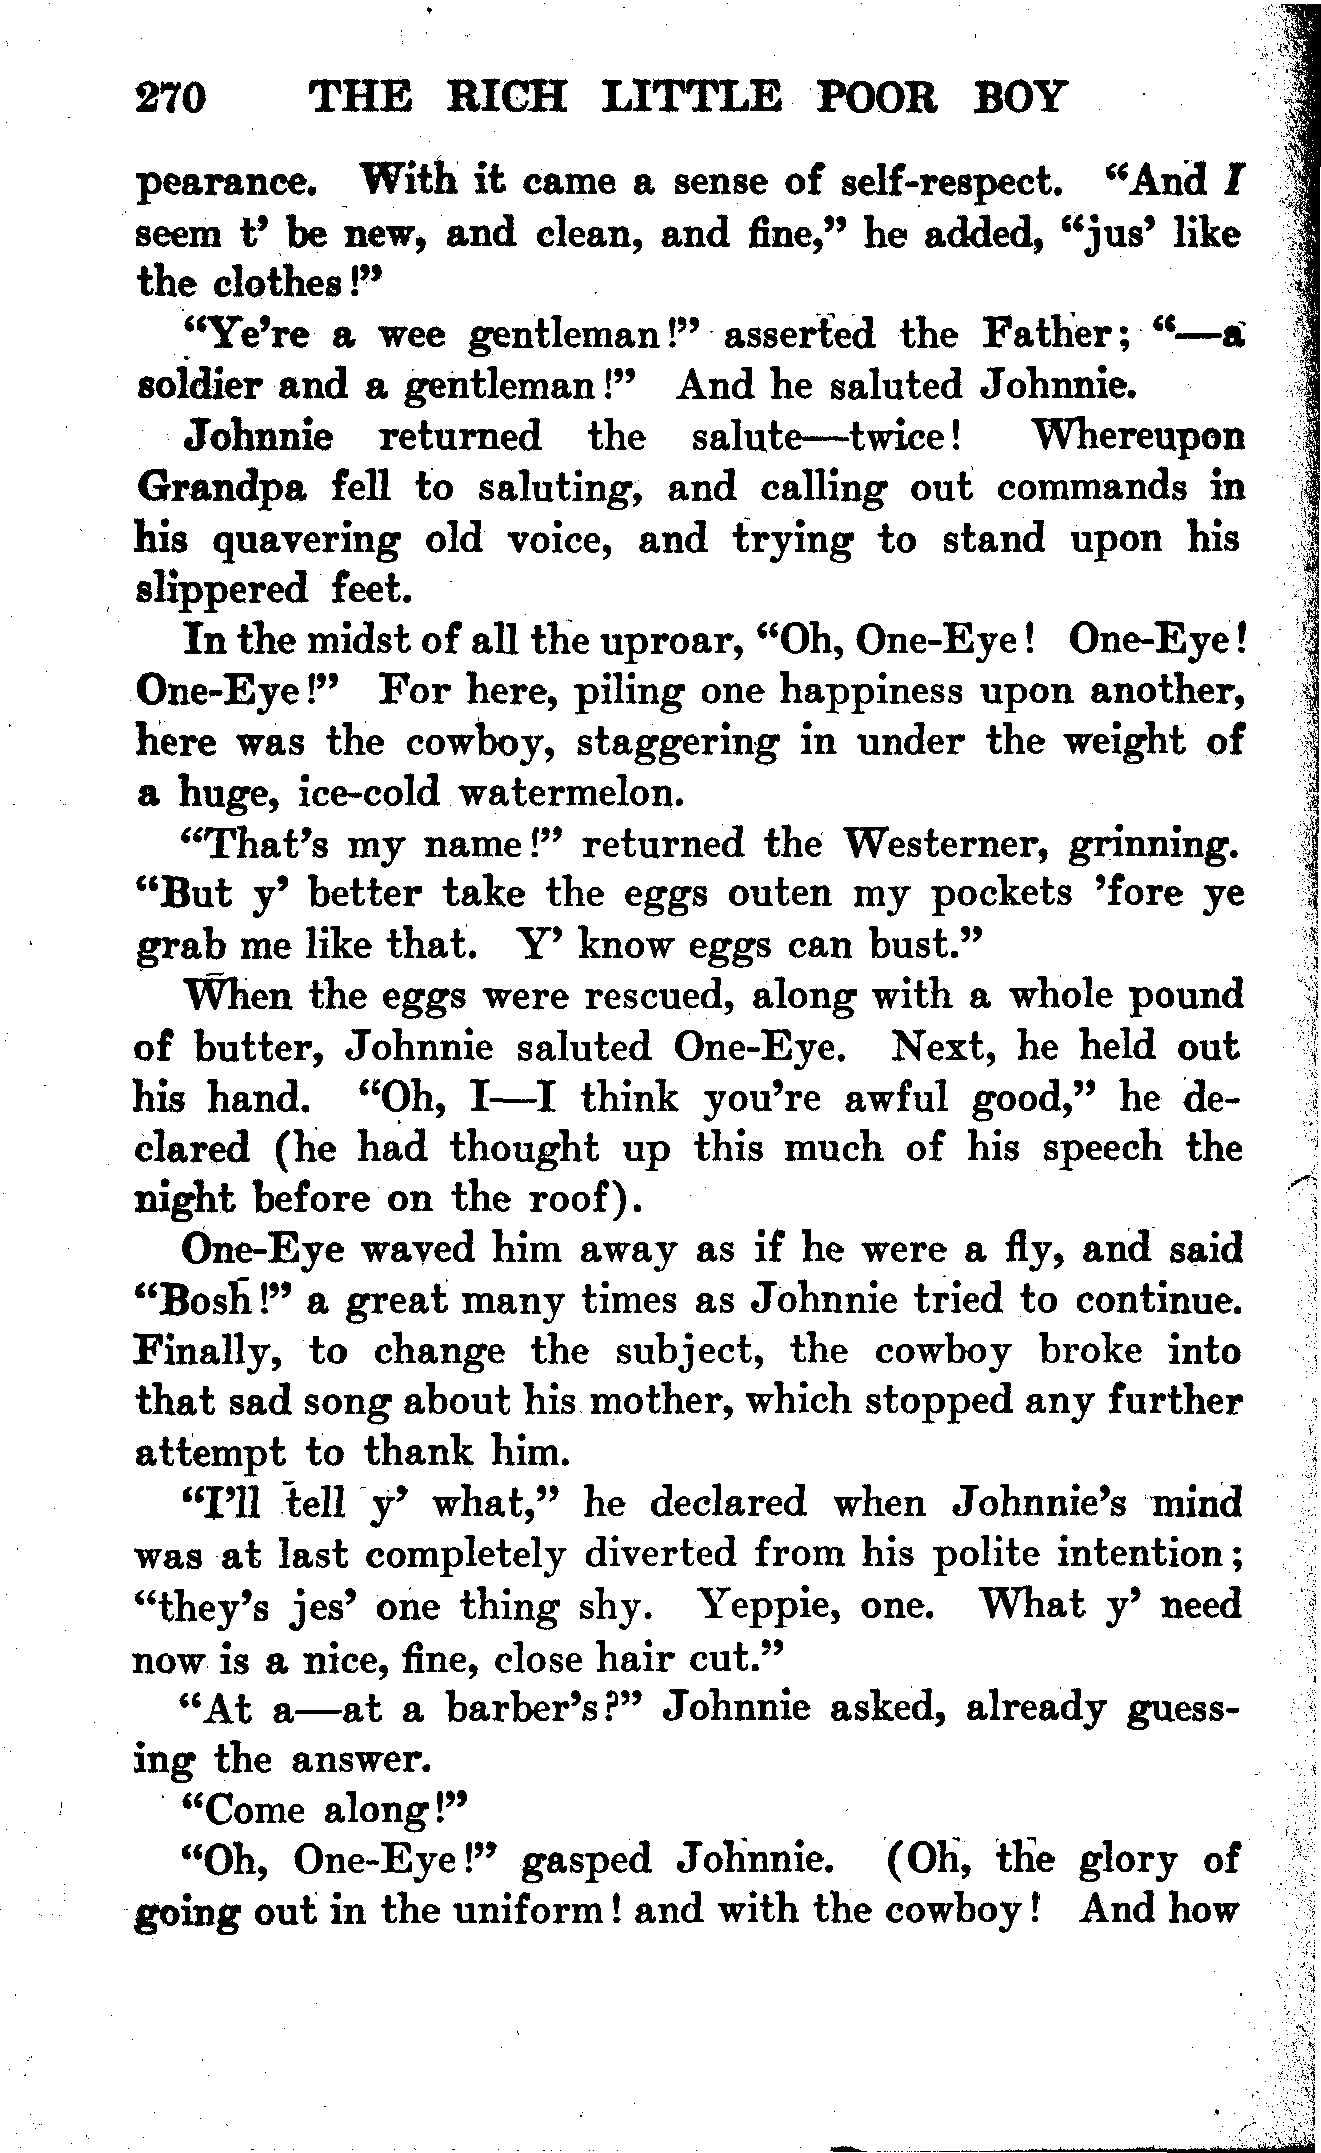 270 THE RICH LITTLE POOR BOY
pearance. With it came a sense of self-respect. “And I
seem t’ be new, and clean, and fine,” he added, “jus’ like
the clothes!”
“Ye’re a wee gentleman!” asserted the Father; “—a
soldier and a gentleman!” And he saluted Johnnie.
Johnnie returned the salute—twice! Whereupon
Grandpa fell to saluting, and calling out commands in
his quavering old voice, and trying to stand upon his
slippered feet.
In the midst of all the uproar, “Oh, One-Eye! One-Eye!
One-Eye!” For here, piling one happiness upon another,
here was the cowboy, staggering in under the weight of
a huge, ice-cold watermelon.
“That’s my name!” returned the Westerner, grinning.
“But y’ better take the eggs outen my pockets ’fore ye
grab me like that. Y’ know eggs can bust.”
When the eggs were rescued, along with a whole pound
of butter, Johnnie saluted One-Eye. Next, he held out
his hand. “Oh, I—I think you’re awful good,” he de-
clared (he had thought up this much of his speech the
night before on the roof).
One-Eye waved him away as if he were a fly, and said
“Bosh!” a great many times as Johnnie tried to continue.
Finally, to change the subject, the cowboy broke into
that sad song about his mother, which stopped any further
attempt to thank him.
“I’ll tell y’ what,” he declared when Johnnie’s mind
was at last completely diverted from his polite intention;
“they’s jes’ one thing shy. Yeppie, one. What y’ need
now is a nice, fine, close hair cut.”
“At a—at a barber’s?” Johnnie asked, already guess-
ing the answer.
“Come along!”
“Oh, One-Eye!” gasped Johnnie. (Oh, the glory of
going out in the uniform! and with the cowboy! And how